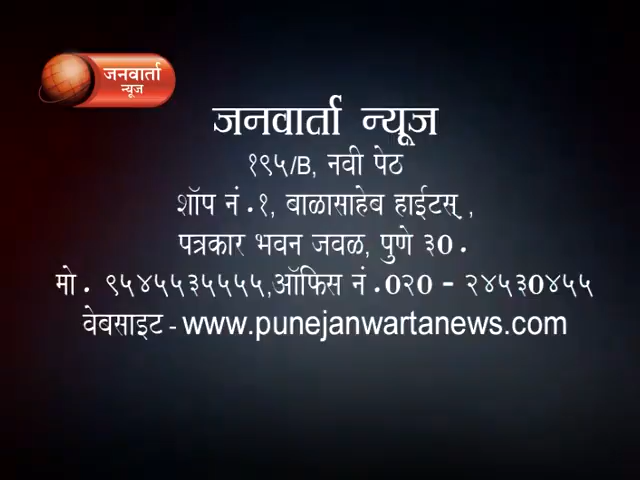 जनवार्ता
न्यूज
जनवार्ता न्यूज
१९५/B, नवी पेठ
शॉप नं.१, बाळासाहेब हाईटस् ,
पत्रकार भवन जवळ, पुणे ३०.
मो. ९५४५५३५५५५,ऑफिस नं.०२० - २४५३०४५५
वेबसाइट - www.punejanwartanews.com